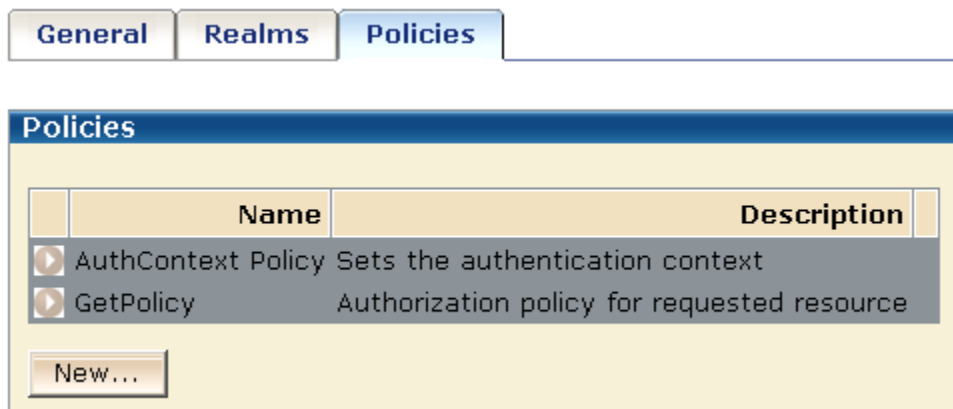 General Realms Policies
Policies
Name Description
AuthContext Policy Sets the authentication context
GetPolicy Authorization policy for requested resource
New...